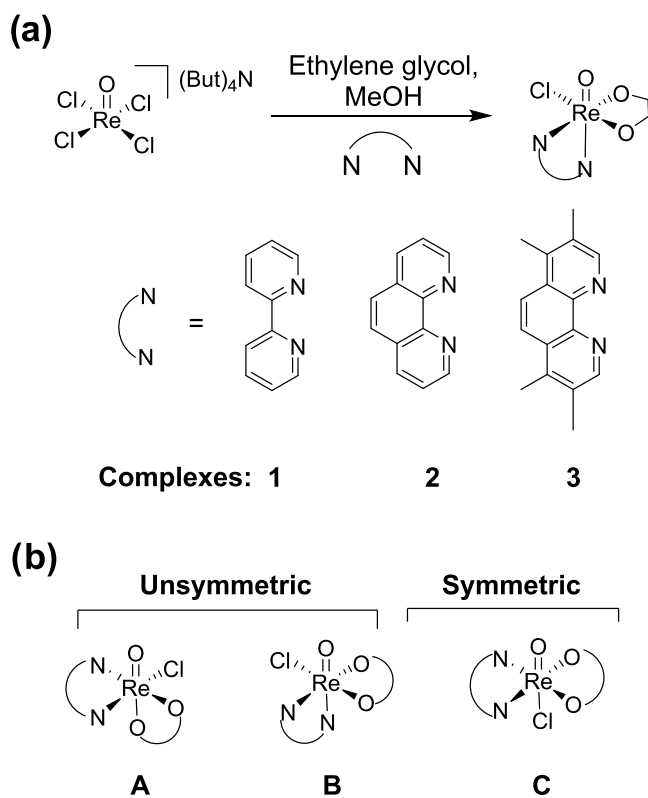 (a)
O
Cl
Cl
Re
Cl
Cl
(But)4N
Ethylene glycol,
MeOH
N N
O
Cl
O
Re
O
N
N
N
N
=
N
N
N
N
N
N
Complexes: 1 2 3
(b)
Unsymmetric Symmetric
N
O
Cl
Re
N
O
O
O
Cl
O
Re
O
N
N
O
N
O
Re
N
O
Cl
A B C